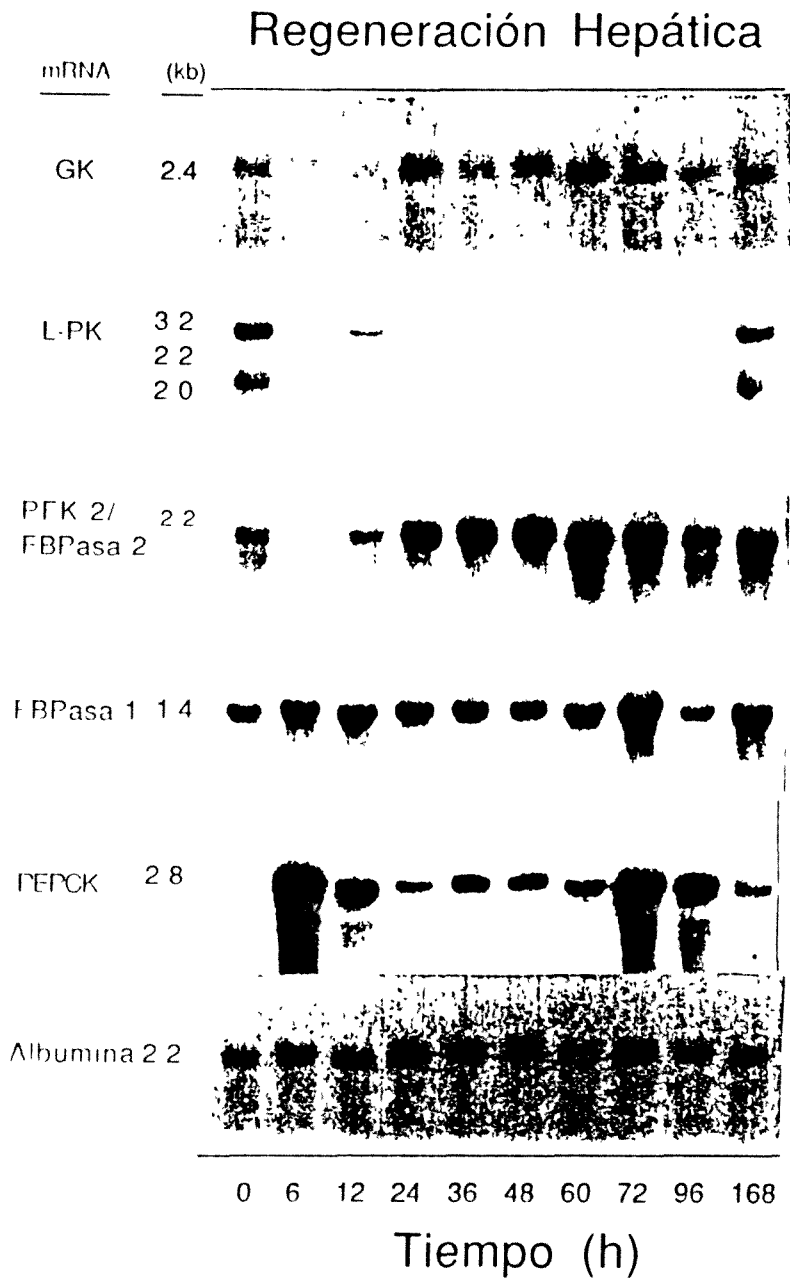 Regeneración Hepática
mRNA (kb)
GK 2.4
L-PK 3 2
2 2
2 0
PFK 2/ 2 2
FBPasa 2
FBPasa 1 1 4
PEPCK 2 8
Albumina 2 2
0 6 12 24 36 48 60 72 96 168
Tiempo (h)